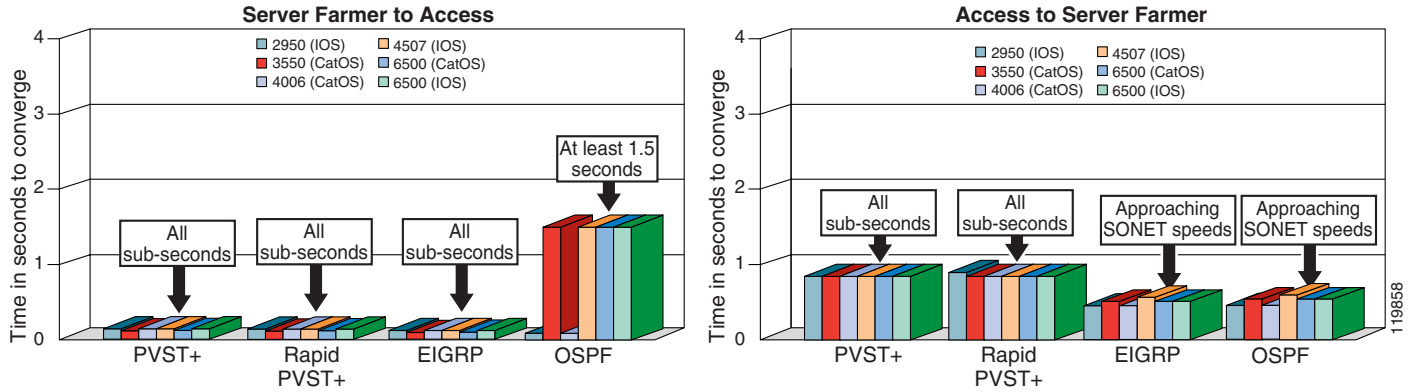 Server Farmer to Access
Time in seconds to converge
4
3
2
1
0
2950 (IOS)
3550 (CatOS)
4006 (CatOS)
4507 (IOS)
6500 (CatOS)
6500 (IOS)
All
sub-seconds
All
sub-seconds
All
sub-seconds
At least 1.5
seconds
PVST+
Rapid
PVST+
EIGRP
OSPF
Access to Server Farmer
Time in seconds to converge
4
3
2
1
0
2950 (IOS)
3550 (CatOS)
4006 (CatOS)
4507 (IOS)
6500 (CatOS)
6500 (IOS)
All
sub-seconds
All
sub-seconds
Approaching
SONET speeds
Approaching
SONET speeds
PVST+
Rapid
PVST+
EIGRP
OSPF
119858